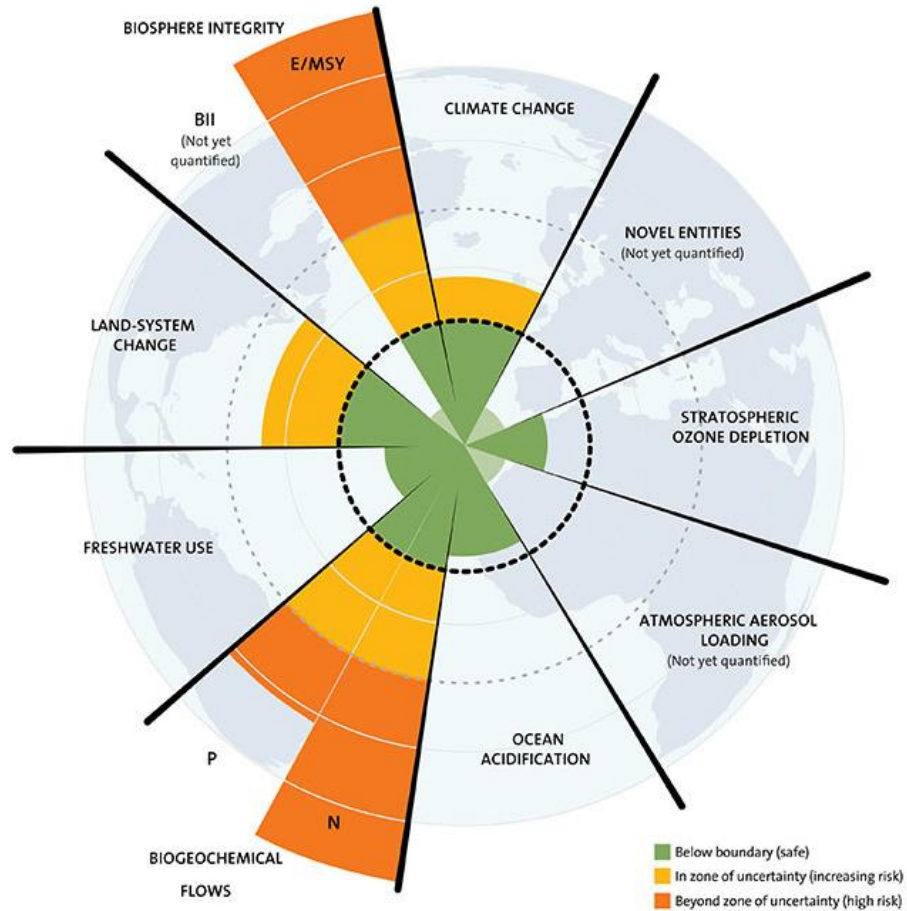 BIOSPHERE INTEGRITY
E/MSY
BII
(Not yet
quantified)
CLIMATE CHANGE
NOVEL ENTITIES
(Not yet quantified)
LAND-SYSTEM
CHANGE
STRATOSPHERIC
OZONE DEPLETION
FRESHWATER USE
ATMOSPHERIC AEROSOL
LOADING
(Not yet quantified)
OCEAN
ACIDIFICATION
P
N
BIOGEOCHEMICAL
FLOWS
Below boundary (safe)
In zone of uncertainty (increasing risk)
Beyond zone of uncertainty (high risk)